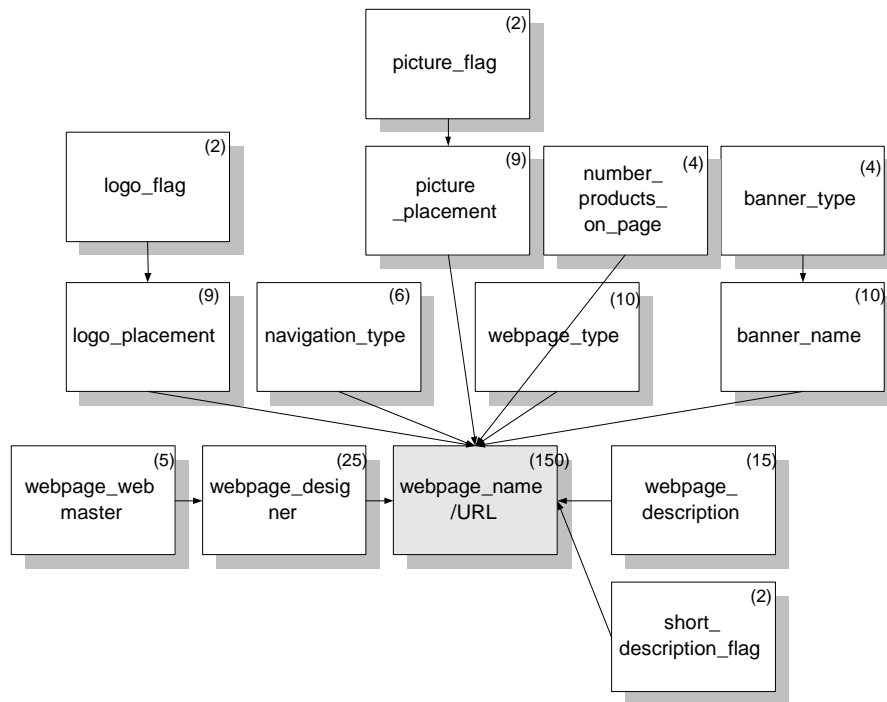 (2)
picture_flag
(2)
logo_flag
(9)
picture
_placement
(4)
number_
products_
on_page
(4)
banner_type
(9)
logo_placement
(6)
navigation_type
(10)
webpage_type
(10)
banner_name
(5)
webpage_web
master
(25)
webpage_desig
ner
(150)
webpage_name
/URL
(15)
webpage_
description
(2)
short_
description_flag